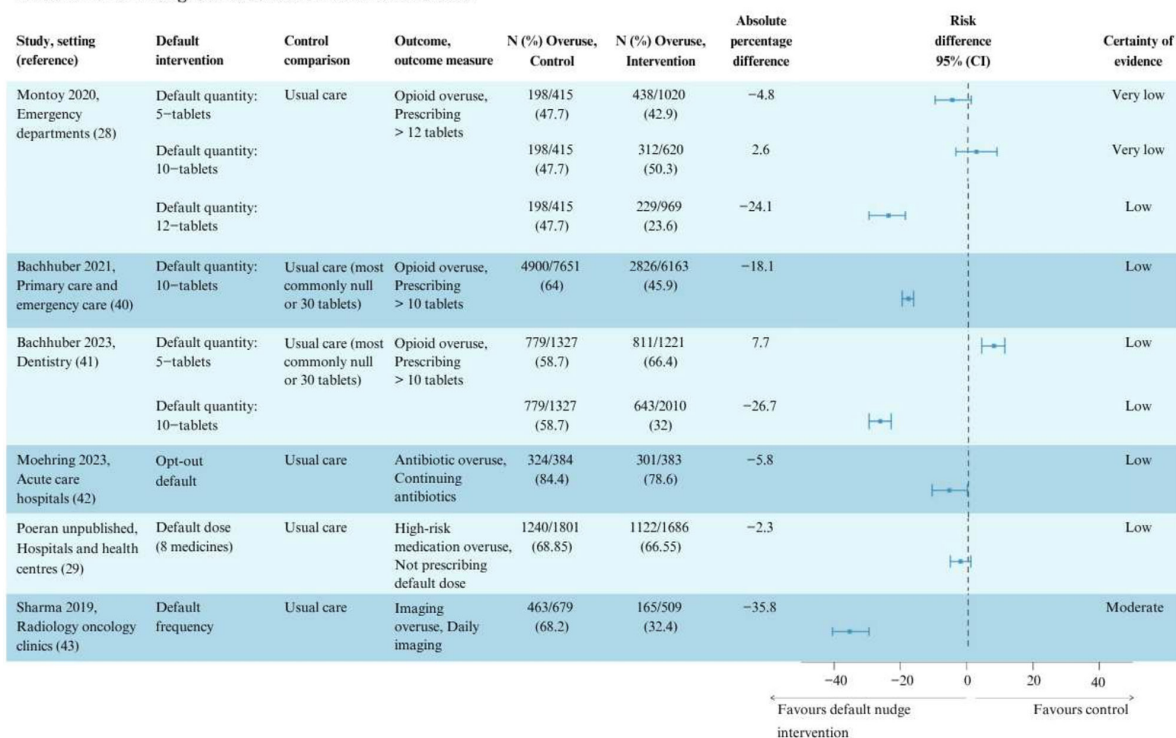 Absolute
percentage
difference
Risk
difference
95% (CI)
Study, setting
(reference)
Default
intervention
Control
comparison
Outcome,
outcome measure
N (%) Overuse,
Control
N (%) Overuse,
Intervention
Certainty of
evidence
Montoy 2020,
Emergency
departments (28)
Default quantity:
5−tablets
Usual care
Opioid overuse,
Prescribing
> 12 tablets
198/415
(47.7)
438/1020
(42.9)
−4.8
Very low
Default quantity:
10−tablets
198/415
(47.7)
312/620
(50.3)
2.6
Very low
Default quantity:
12−tablets
198/415
(47.7)
229/969
(23.6)
−24.1
Low
Bachhuber 2021,
Primary care and
emergency care (40)
Default quantity:
10−tablets
Usual care (most
commonly null
or 30 tablets)
Opioid overuse,
Prescribing
> 10 tablets
4900/7651
(64)
2826/6163
(45.9)
−18.1
Low
Bachhuber 2023,
Dentistry (41)
Default quantity:
5−tablets
Usual care (most
commonly null
or 30 tablets)
Opioid overuse,
Prescribing
> 10 tablets
779/1327
(58.7)
811/1221
(66.4)
7.7
Low
Default quantity:
10−tablets
779/1327
(58.7)
643/2010
(32)
−26.7
Low
Moehring 2023,
Acute care
hospitals (42)
Opt-out
default
Usual care
Antibiotic overuse,
Continuing
antibiotics
324/384
(84.4)
301/383
(78.6)
−5.8
Low
Poeran unpublished,
Hospitals and health
centres (29)
Default dose
(8 medicines)
Usual care
High-risk
medication overuse,
Not prescribing
default dose
1240/1801
(68.85)
1122/1686
(66.55)
−2.3
Low
Sharma 2019,
Radiology oncology
clinics (43)
Default
frequency
Usual care
Imaging
overuse, Daily
imaging
463/679
(68.2)
165/509
(32.4)
−35.8
Moderate
−40 −20 0 20 40
Favours default nudge
intervention
Favours control